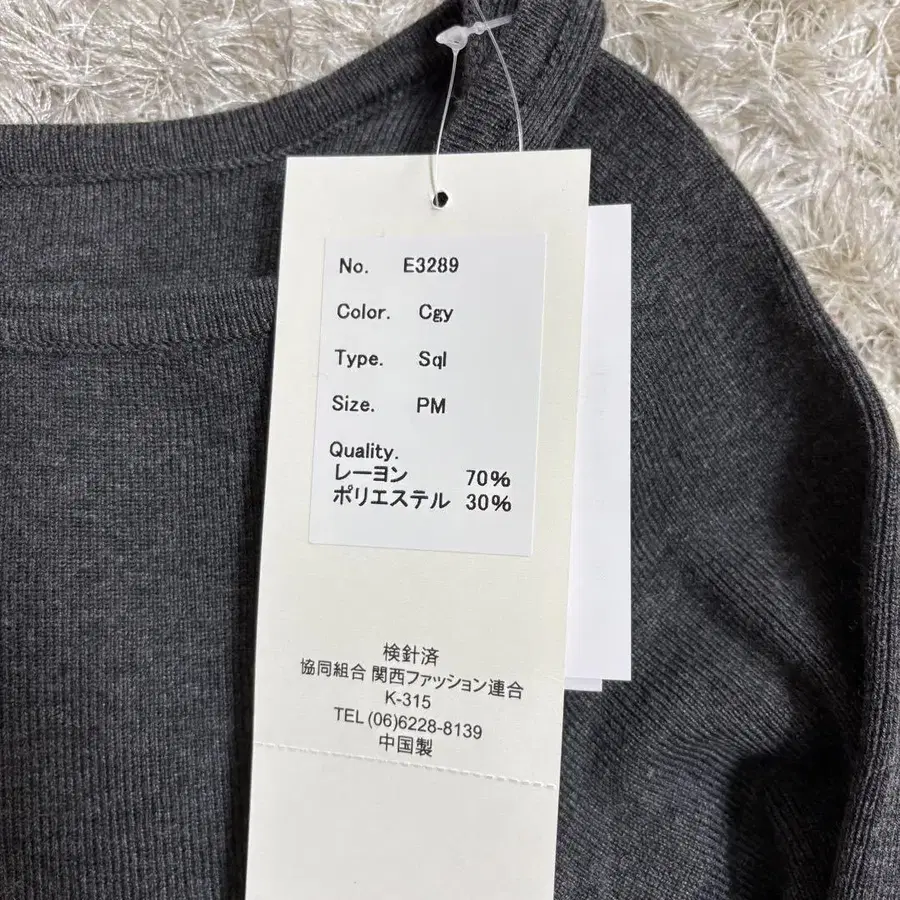 No. E3289
Color. Cgy
Type. Sql
Size. PM
Quality.
レーヨン 70%
ポリエステル 30%
検針済
協同組合 関西ファッション連合
K-315
TEL (06)6228-8139
中国製